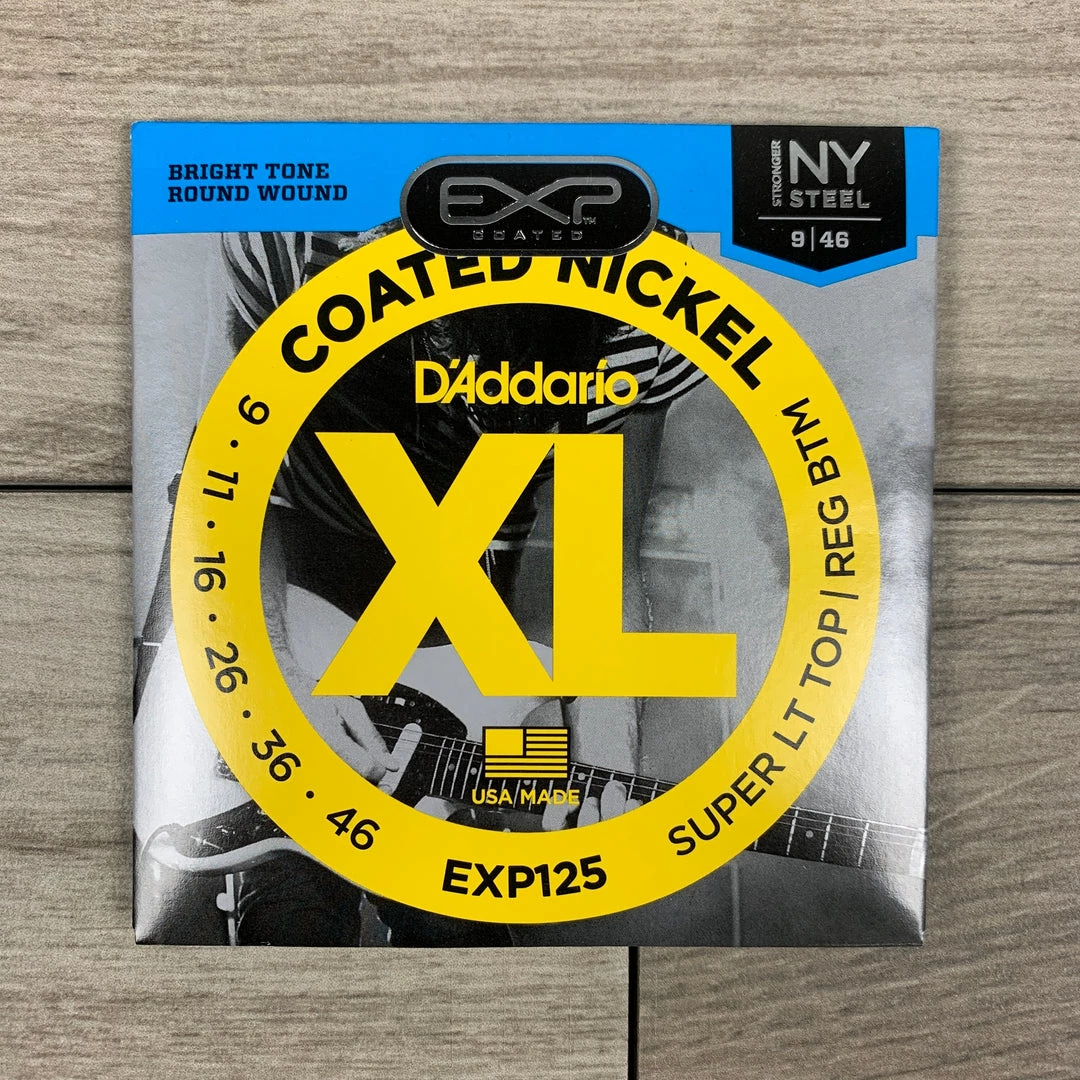 BRIGHT TONE
ROUND WOUND
EXP™
COATED
STRONGER
NY
STEEL
9|46
COATED NICKEL
D'Addario
XL
USA MADE
9 · 11 · 16 · 26 · 36 · 46
EXP125
SUPER LT TOP | REG BTM